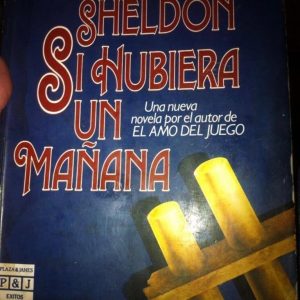 SHELDON
SI HUBIERA
UN
MAÑANA
Una nueva
novela por el autor de
EL AMO DEL JUEGO
PLAZA & JANES
P&J
EXITOS